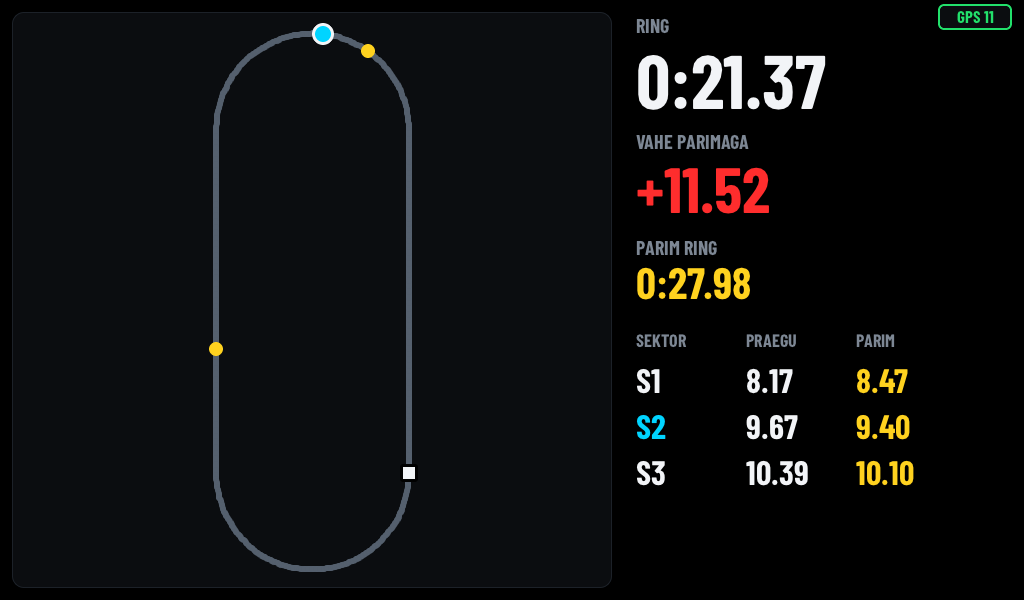 RING
GPS 11
0:21.37
VAHE PARIMAGA
+11.52
PARIM RING
0:27.98
SEKTOR PRAEGU PARIM
S1 8.17 8.47
S2 9.67 9.40
S3 10.39 10.10